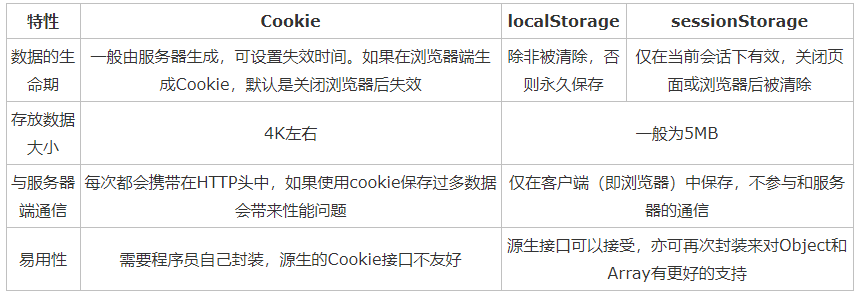 特性 Cookie localStorage sessionStorage
数据的生
命期
一般由服务器生成，可设置失效时间。如果在浏览器端生
成Cookie，默认是关闭浏览器后失效
除非被清除，否
则永久保存
仅在当前会话下有效，关闭页
面或浏览器后被清除
存放数据
大小
4K左右
一般为5MB
与服务器
端通信
每次都会携带在HTTP头中，如果使用cookie保存过多数据
会带来性能问题
仅在客户端（即浏览器）中保存，不参与和服务
器的通信
易用性
需要程序员自己封装，源生的Cookie接口不友好
源生接口可以接受，亦可再次封装来对Object和
Array有更好的支持